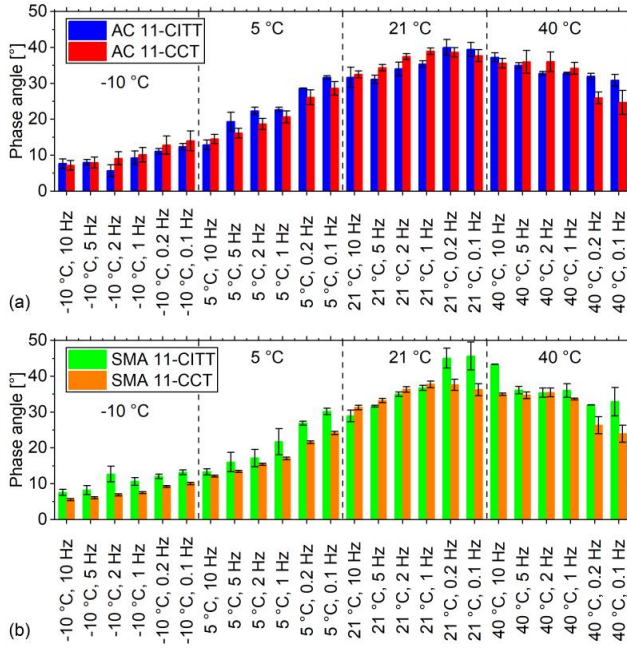 50
40
30
20
10
0
Phase angle [°]
AC 11-CITT
AC 11-CCT
-10 °C
5 °C
21 °C
40 °C
-10 °C, 10 Hz
-10 °C, 5 Hz
-10 °C, 2 Hz
-10 °C, 1 Hz
-10 °C, 0.2 Hz
-10 °C, 0.1 Hz
5 °C, 10 Hz
5 °C, 5 Hz
5 °C, 2 Hz
5 °C, 1 Hz
5 °C, 0.2 Hz
5 °C, 0.1 Hz
21 °C, 10 Hz
21 °C, 5 Hz
21 °C, 2 Hz
21 °C, 1 Hz
21 °C, 0.2 Hz
21 °C, 0.1 Hz
40 °C, 10 Hz
40 °C, 5 Hz
40 °C, 2 Hz
40 °C, 1 Hz
40 °C, 0.2 Hz
40 °C, 0.1 Hz
(a)
50
40
30
20
10
0
Phase angle [°]
SMA 11-CITT
SMA 11-CCT
-10 °C
5 °C
21 °C
40 °C
-10 °C, 10 Hz
-10 °C, 5 Hz
-10 °C, 2 Hz
-10 °C, 1 Hz
-10 °C, 0.2 Hz
-10 °C, 0.1 Hz
5 °C, 10 Hz
5 °C, 5 Hz
5 °C, 2 Hz
5 °C, 1 Hz
5 °C, 0.2 Hz
5 °C, 0.1 Hz
21 °C, 10 Hz
21 °C, 5 Hz
21 °C, 2 Hz
21 °C, 1 Hz
21 °C, 0.2 Hz
21 °C, 0.1 Hz
40 °C, 10 Hz
40 °C, 5 Hz
40 °C, 2 Hz
40 °C, 1 Hz
40 °C, 0.2 Hz
40 °C, 0.1 Hz
(b)